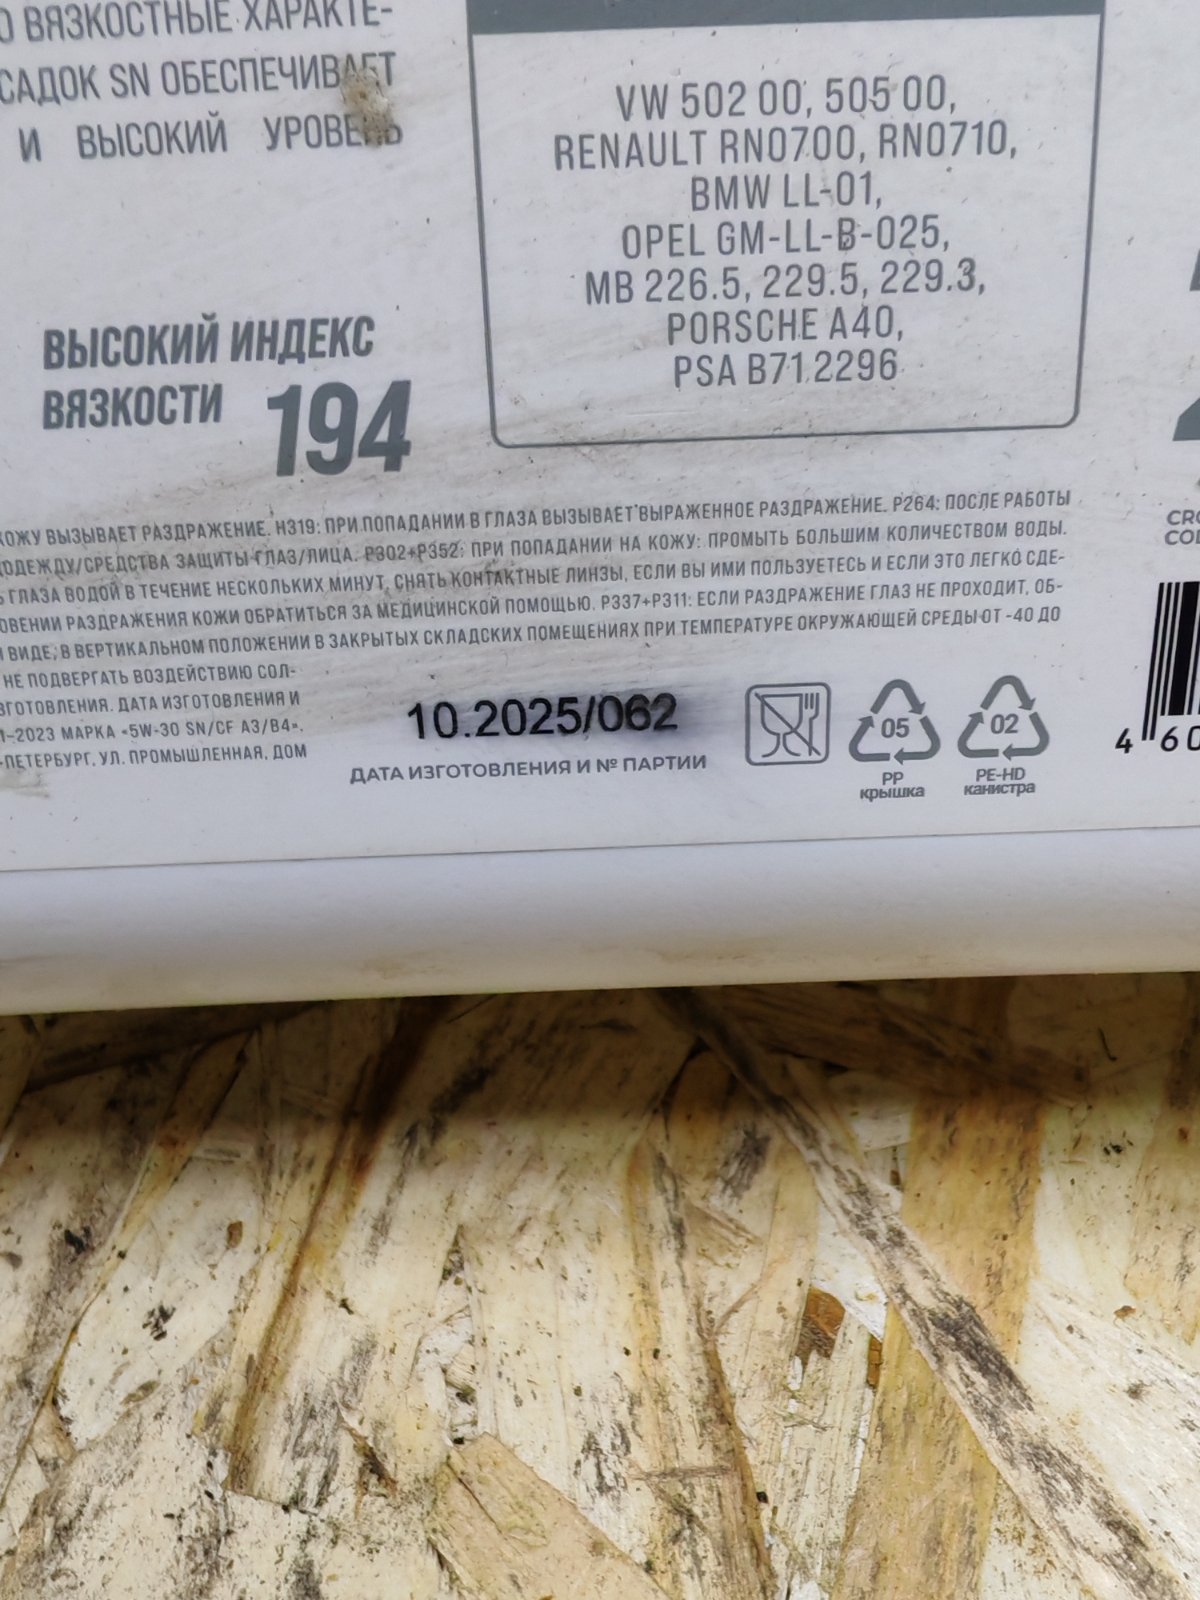 ВЯЗКОСТНЫЕ ХАРАКТЕ-
САДОК SN ОБЕСПЕЧИВАЕТ
И ВЫСОКИЙ УРОВЕНЬ
VW 502 00, 505 00,
RENAULT RN0700, RN0710,
BMW LL-01,
OPEL GM-LL-B-025,
MB 226.5, 229.5, 229.3,
PORSCHE A40,
PSA B71 2296
ВЫСОКИЙ ИНДЕКС
ВЯЗКОСТИ 194
КОЖУ ВЫЗЫВАЕТ РАЗДРАЖЕНИЕ. H319: ПРИ ПОПАДАНИИ В ГЛАЗА ВЫЗЫВАЕТ ВЫРАЖЕННОЕ РАЗДРАЖЕНИЕ. P264: ПОСЛЕ РАБОТЫ
ОДЕЖДУ/СРЕДСТВА ЗАЩИТЫ ГЛАЗ/ЛИЦА. P302+P352: ПРИ ПОПАДАНИИ НА КОЖУ: ПРОМЫТЬ БОЛЬШИМ КОЛИЧЕСТВОМ ВОДЫ.
Ь ГЛАЗА ВОДОЙ В ТЕЧЕНИЕ НЕСКОЛЬКИХ МИНУТ, СНЯТЬ КОНТАКТНЫЕ ЛИНЗЫ, ЕСЛИ ВЫ ИМИ ПОЛЬЗУЕТЕСЬ И ЕСЛИ ЭТО ЛЕГКО СДЕ-
ОВЕНИИ РАЗДРАЖЕНИЯ КОЖИ ОБРАТИТЬСЯ ЗА МЕДИЦИНСКОЙ ПОМОЩЬЮ. P337+P311: ЕСЛИ РАЗДРАЖЕНИЕ ГЛАЗ НЕ ПРОХОДИТ, ОБ-
ВИДЕ, В ВЕРТИКАЛЬНОМ ПОЛОЖЕНИИ В ЗАКРЫТЫХ СКЛАДСКИХ ПОМЕЩЕНИЯХ ПРИ ТЕМПЕРАТУРЕ ОКРУЖАЮЩЕЙ СРЕДЫ ОТ -40 ДО
НЕ ПОДВЕРГАТЬ ВОЗДЕЙСТВИЮ СОЛ-
ЗГОТОВЛЕНИЯ. ДАТА ИЗГОТОВЛЕНИЯ И
1-2023 МАРКА «5W-30 SN/CF A3/B4».
-ПЕТЕРБУРГ, УЛ. ПРОМЫШЛЕННАЯ, ДОМ
10.2025/062
ДАТА ИЗГОТОВЛЕНИЯ И № ПАРТИИ
05
PP
крышка
02
PE-HD
канистра
CRO
COL
4 60